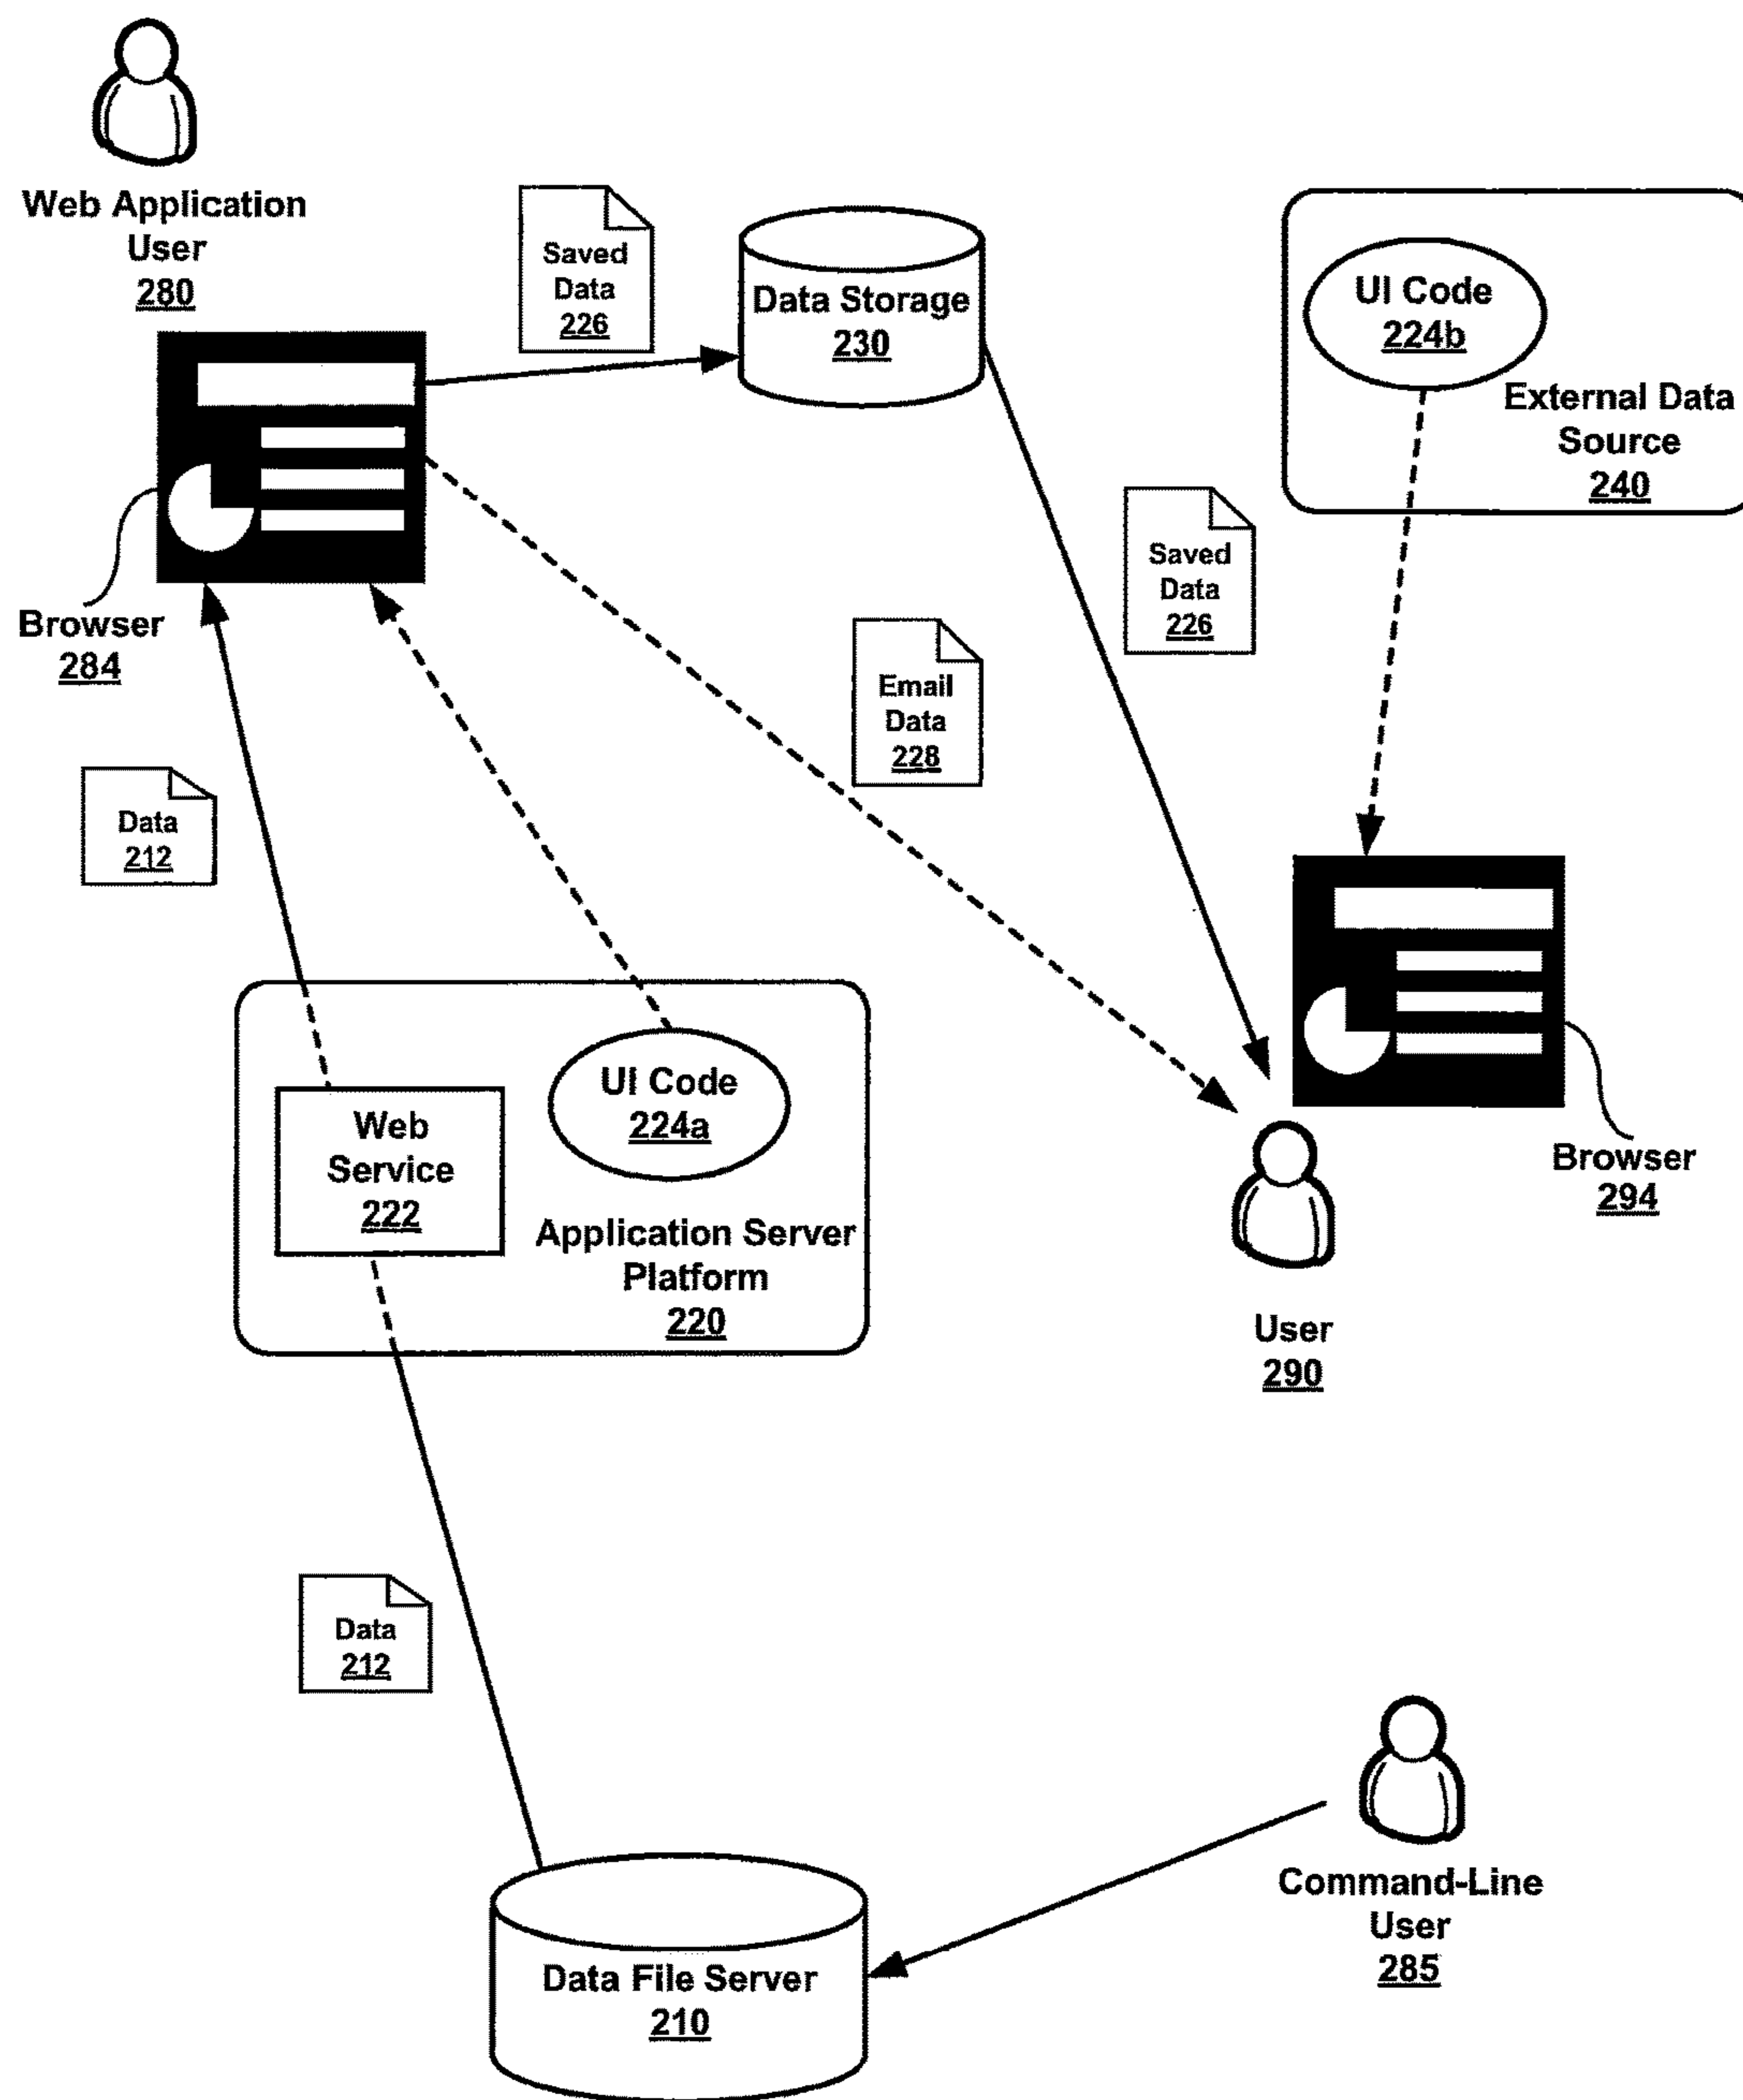 Web Application
User
280
Saved
Data
226
Data Storage
230
UI Code
224b
External Data
Source
240
Browser
284
Saved
Data
226
Email
Data
228
Data
212
Web
Service
222
UI Code
224a
Application Server
Platform
220
Browser
294
User
290
Data
212
Command-Line
User
285
Data File Server
210